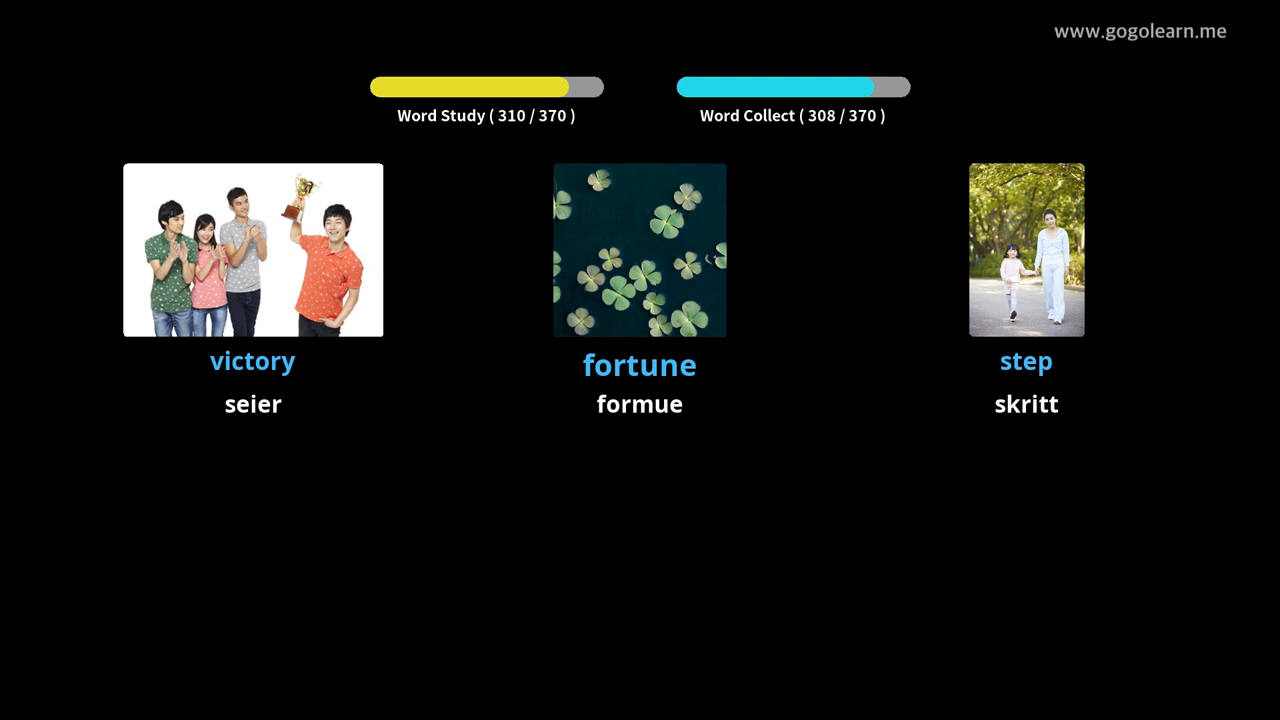 www.gogolearn.me
Word Study ( 310 / 370 )
Word Collect ( 308 / 370 )
victory
seier
fortune
formue
step
skritt